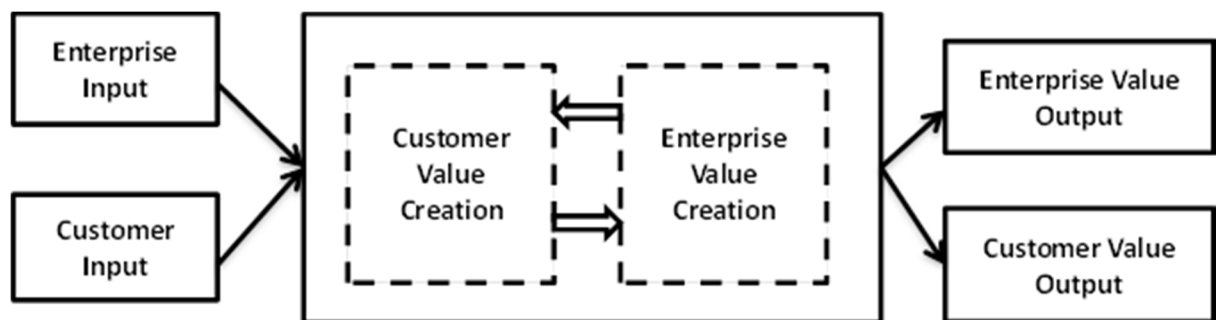 Enterprise
Input
Customer
Input
Customer
Value
Creation
Enterprise
Value
Creation
Enterprise Value
Output
Customer Value
Output